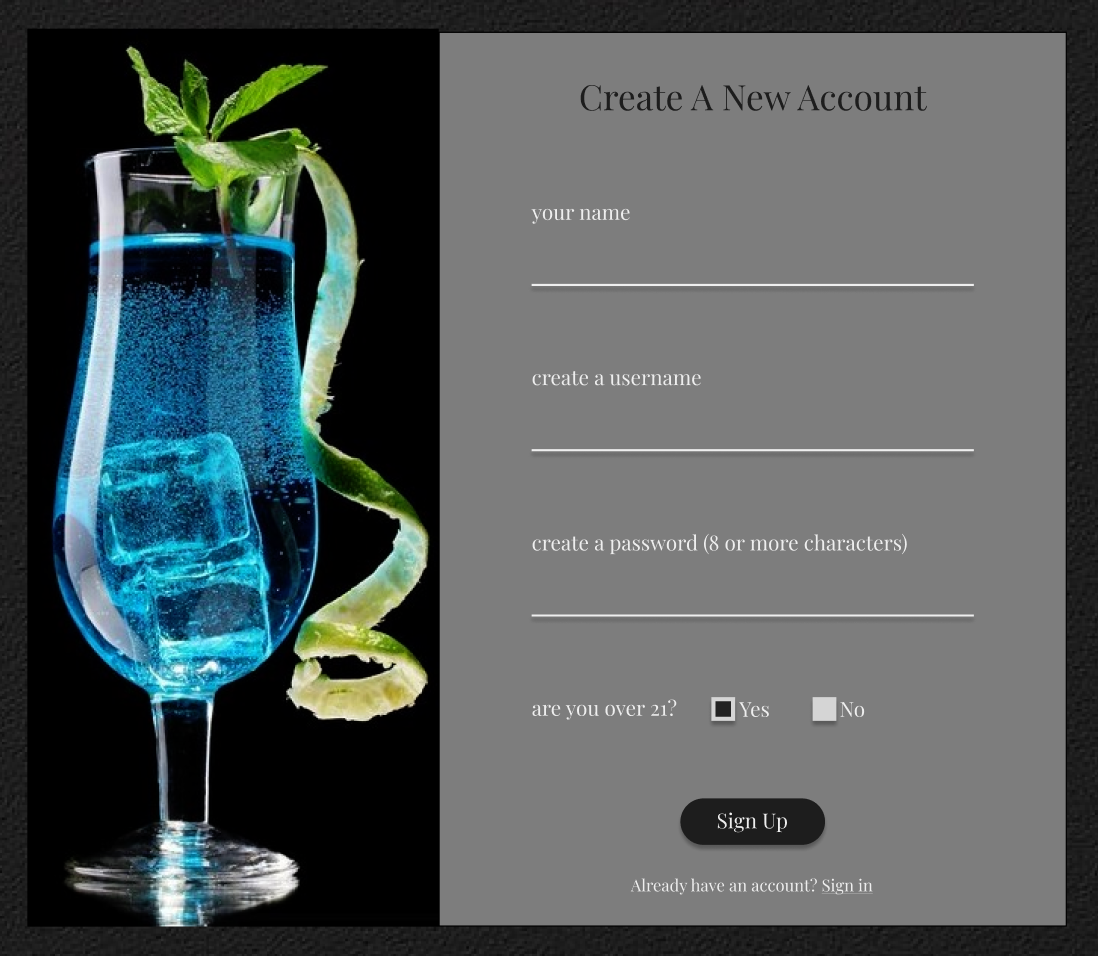 Create A New Account
your name
create a username
create a password (8 or more characters)
are you over 21? Yes No
Sign Up
Already have an account? Sign in